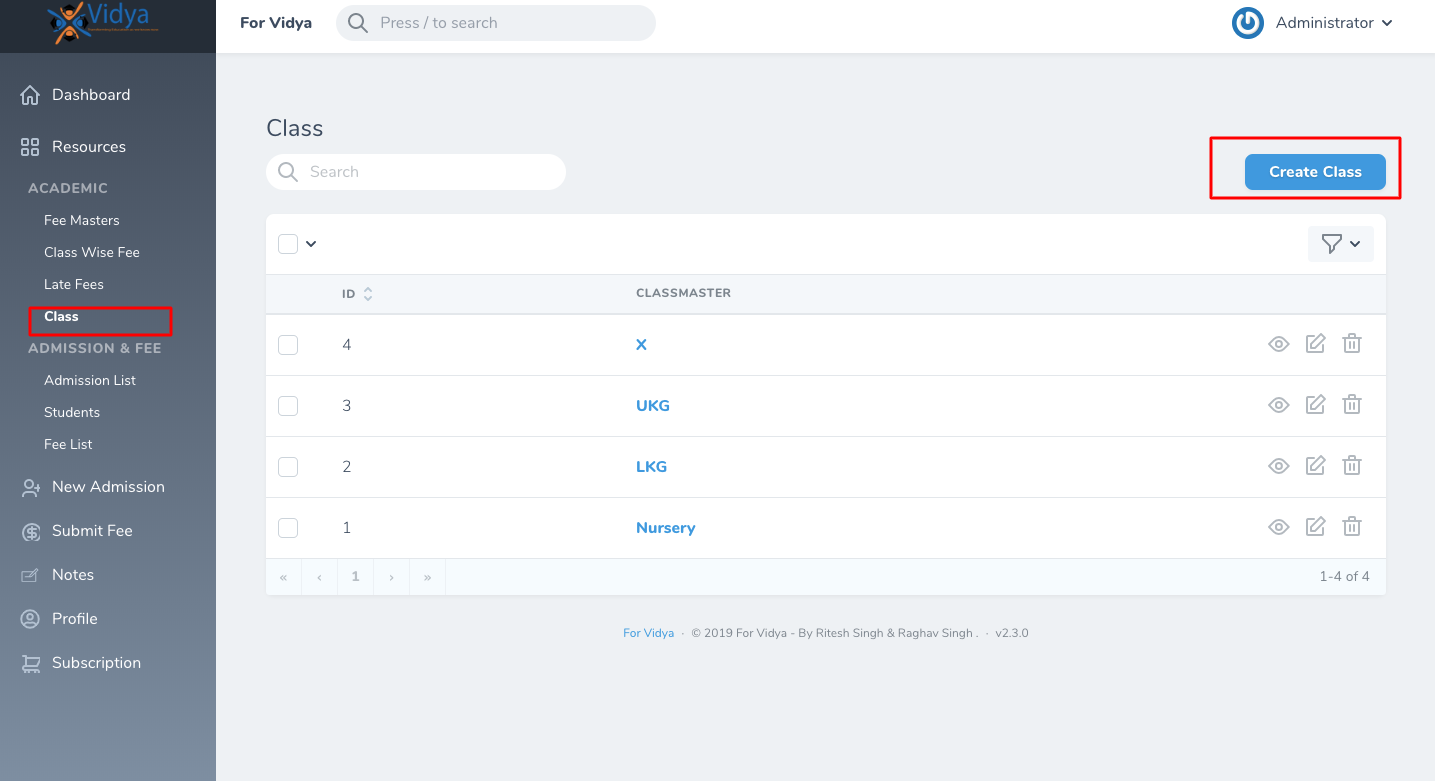 Vidya
For Vidya
Press / to search
Administrator
Dashboard
Resources
ACADEMIC
Fee Masters
Class Wise Fee
Late Fees
Class
ADMISSION & FEE
Admission List
Students
Fee List
New Admission
Submit Fee
Notes
Profile
Subscription
Class
Search
Create Class
ID CLASSMASTER
4 X
3 UKG
2 LKG
1 Nursery
« ‹ 1 › » 1-4 of 4
For Vidya · © 2019 For Vidya - By Ritesh Singh & Raghav Singh . · v2.3.0